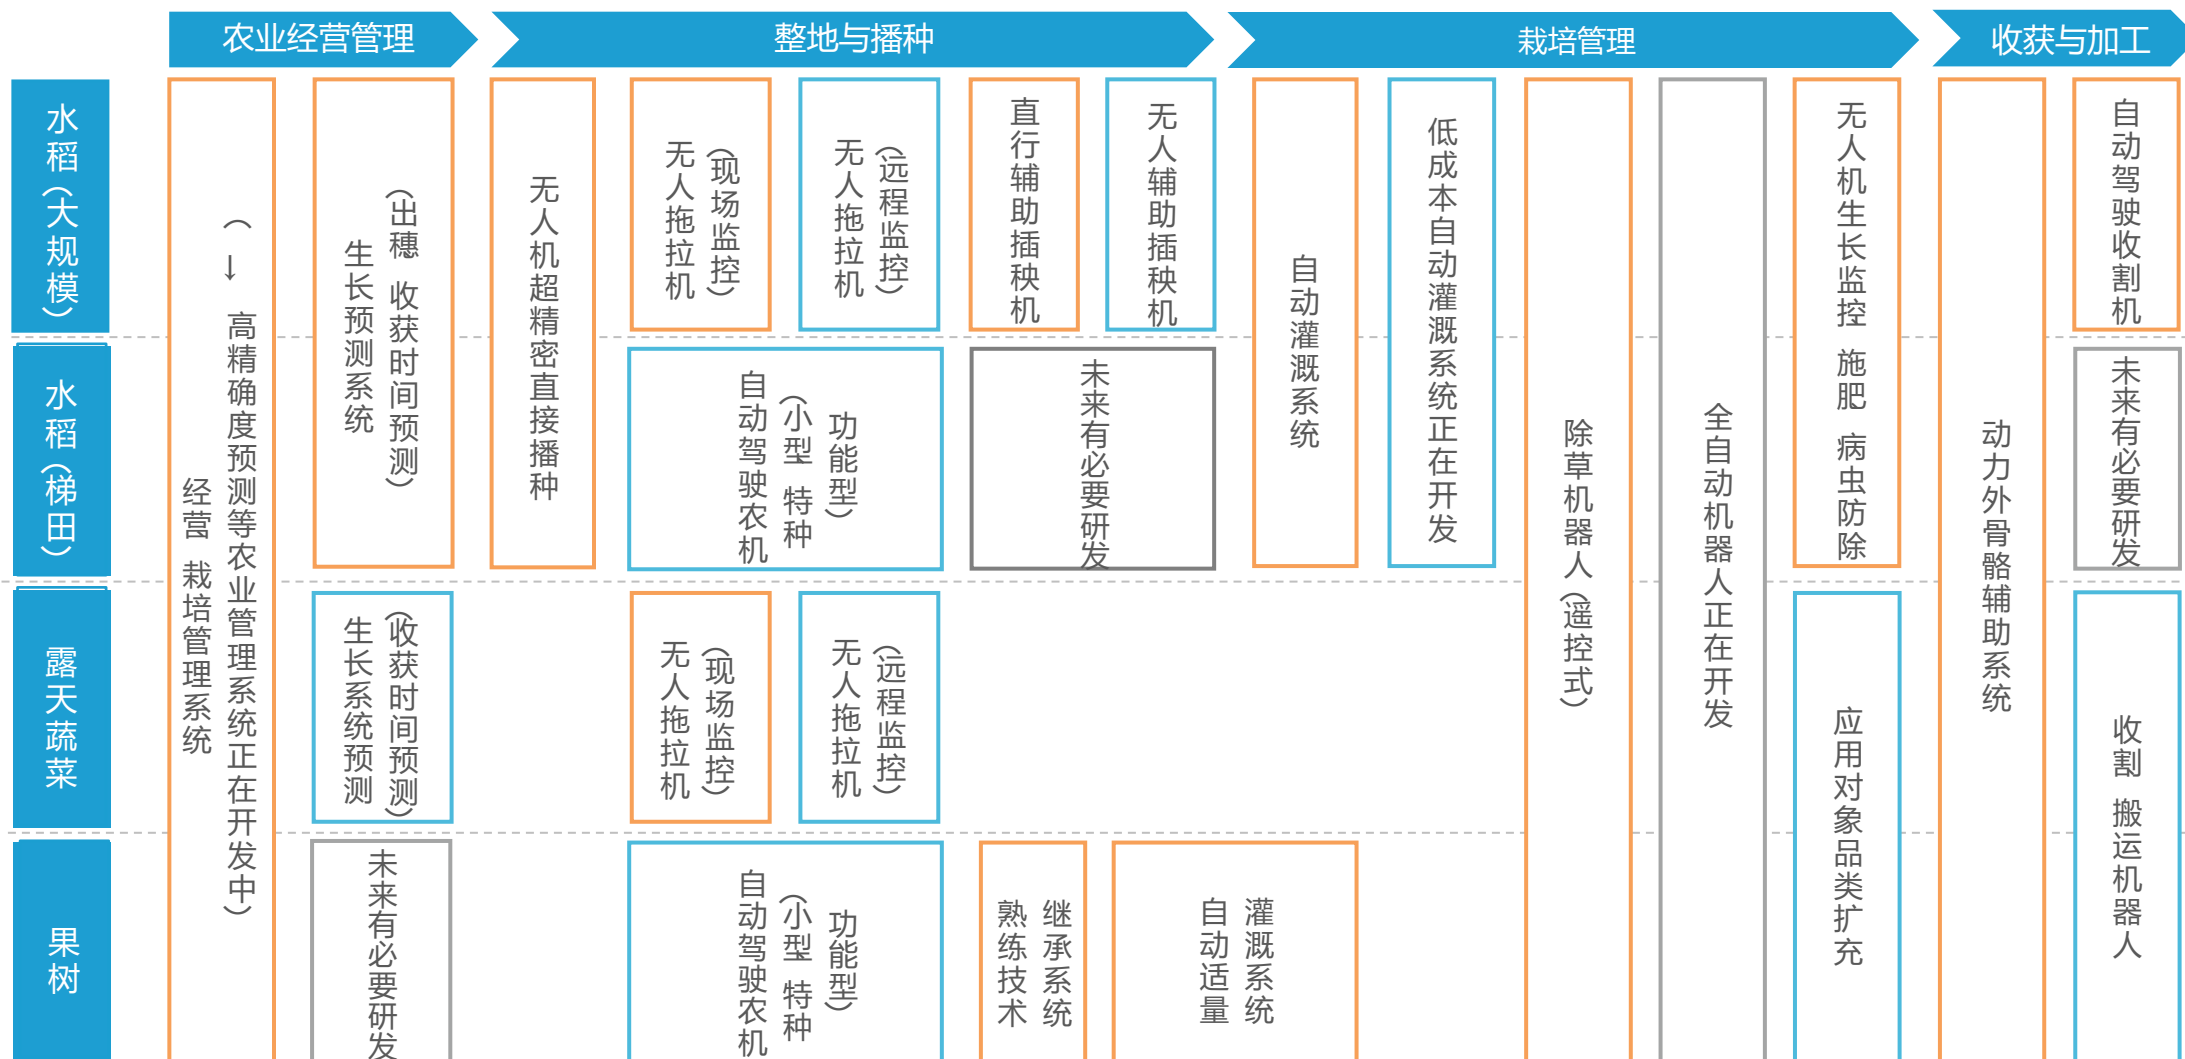 农业经营管理
整地与播种
栽培管理
收获与加工
水稻（大规模）
水稻（梯田）
露天蔬菜
果树
经营 栽培管理系统
（→ 高精确度预测等农业管理系统正在开发中）
生长预测系统
（出穗 收获时间预测）
无人机超精密直接播种
无人拖拉机
（现场监控）
无人拖拉机
（远程监控）
直行辅助插秧机
无人辅助插秧机
自动灌溉系统
低成本自动灌溉系统正在开发
除草机器人（遥控式）
全自动机器人正在开发
无人机生长监控 施肥 病虫防除
动力外骨骼辅助系统
自动驾驶收割机
自动驾驶农机
（小型 特种
功能型）
未来有必要研发
未来有必要研发
生长系统预测
（收获时间预测）
无人拖拉机
（现场监控）
无人拖拉机
（远程监控）
应用对象品类扩充
收割 搬运机器人
未来有必要研发
自动驾驶农机
（小型 特种
功能型）
熟练技术
继承系统
自动适量
灌溉系统